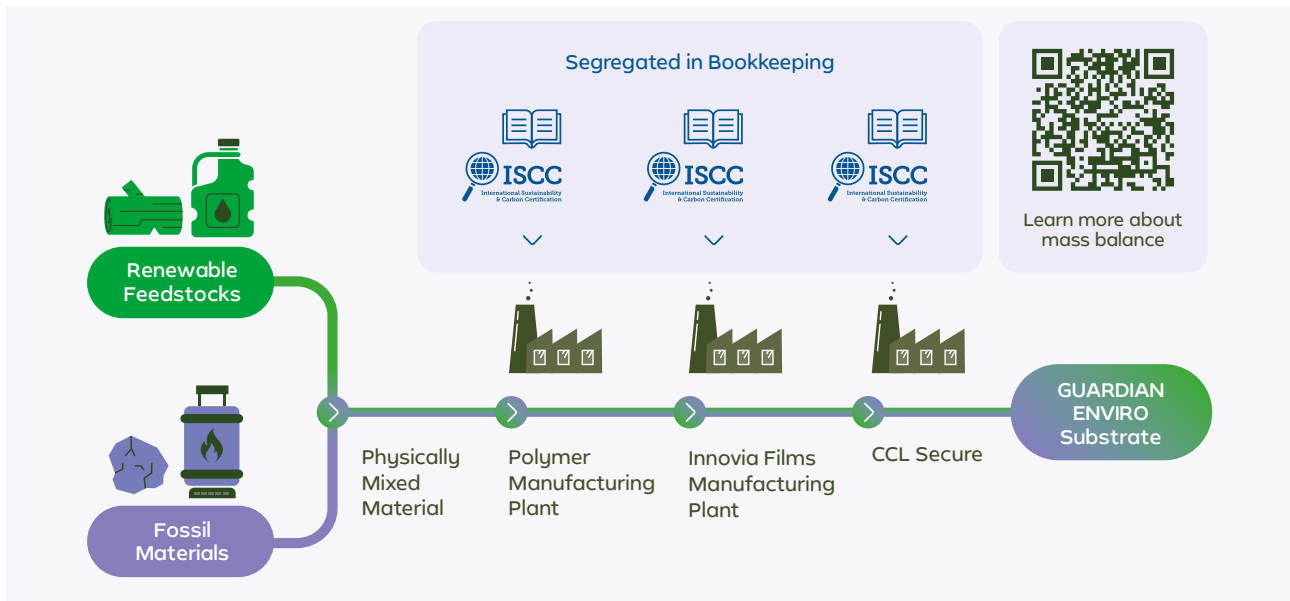 Segregated in Bookkeeping
ISCC
International Sustainability
& Carbon Certification
ISCC
International Sustainability
& Carbon Certification
ISCC
International Sustainability
& Carbon Certification
Learn more about
mass balance
Renewable
Feedstocks
Fossil
Materials
Physically
Mixed
Material
Polymer
Manufacturing
Plant
Innovia Films
Manufacturing
Plant
CCL Secure
GUARDIAN
ENVIRO
Substrate